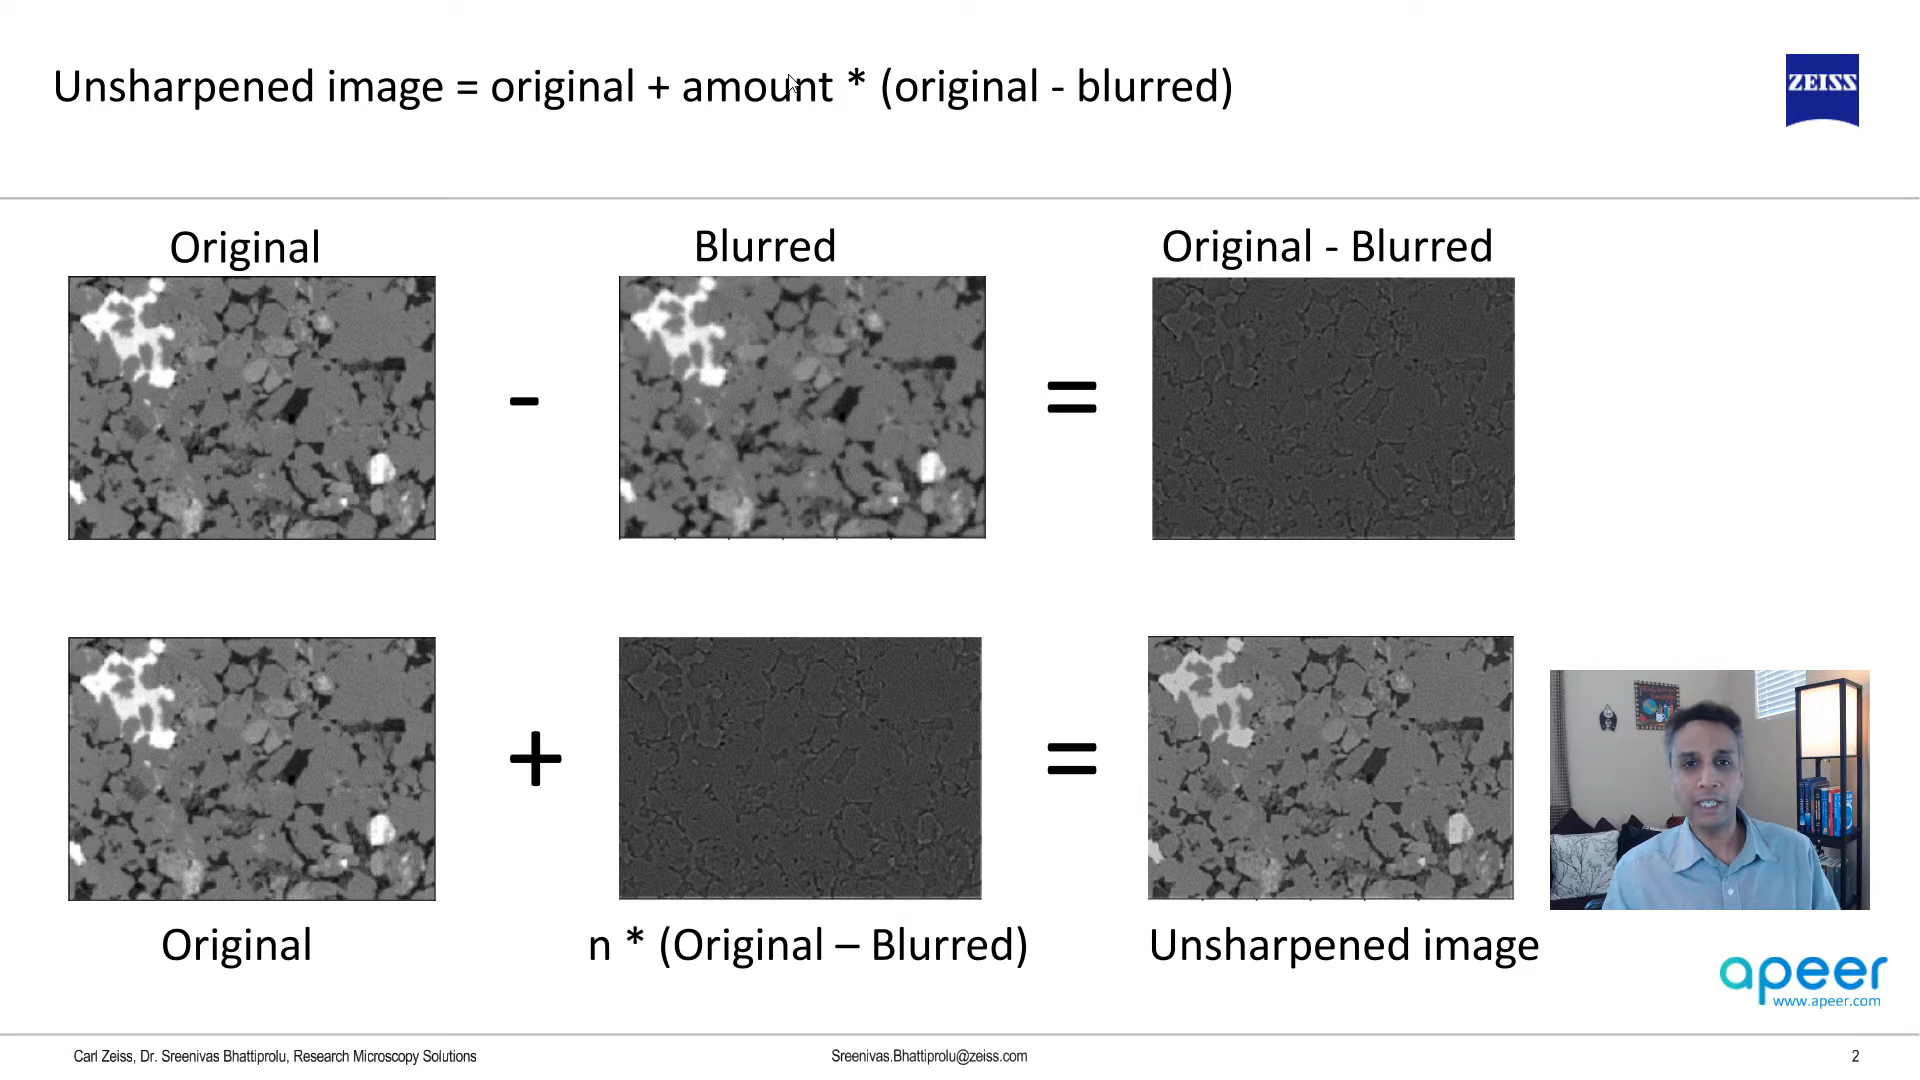 Unsharpened image = original + amount * (original - blurred)
ZEISS
Original
Blurred
Original - Blurred
-
=
+
=
Original
n * (Original – Blurred)
Unsharpened image
apeer
www.apeer.com
Carl Zeiss, Dr. Sreenivas Bhattiprolu, Research Microscopy Solutions
Sreenivas.Bhattiprolu@zeiss.com
2